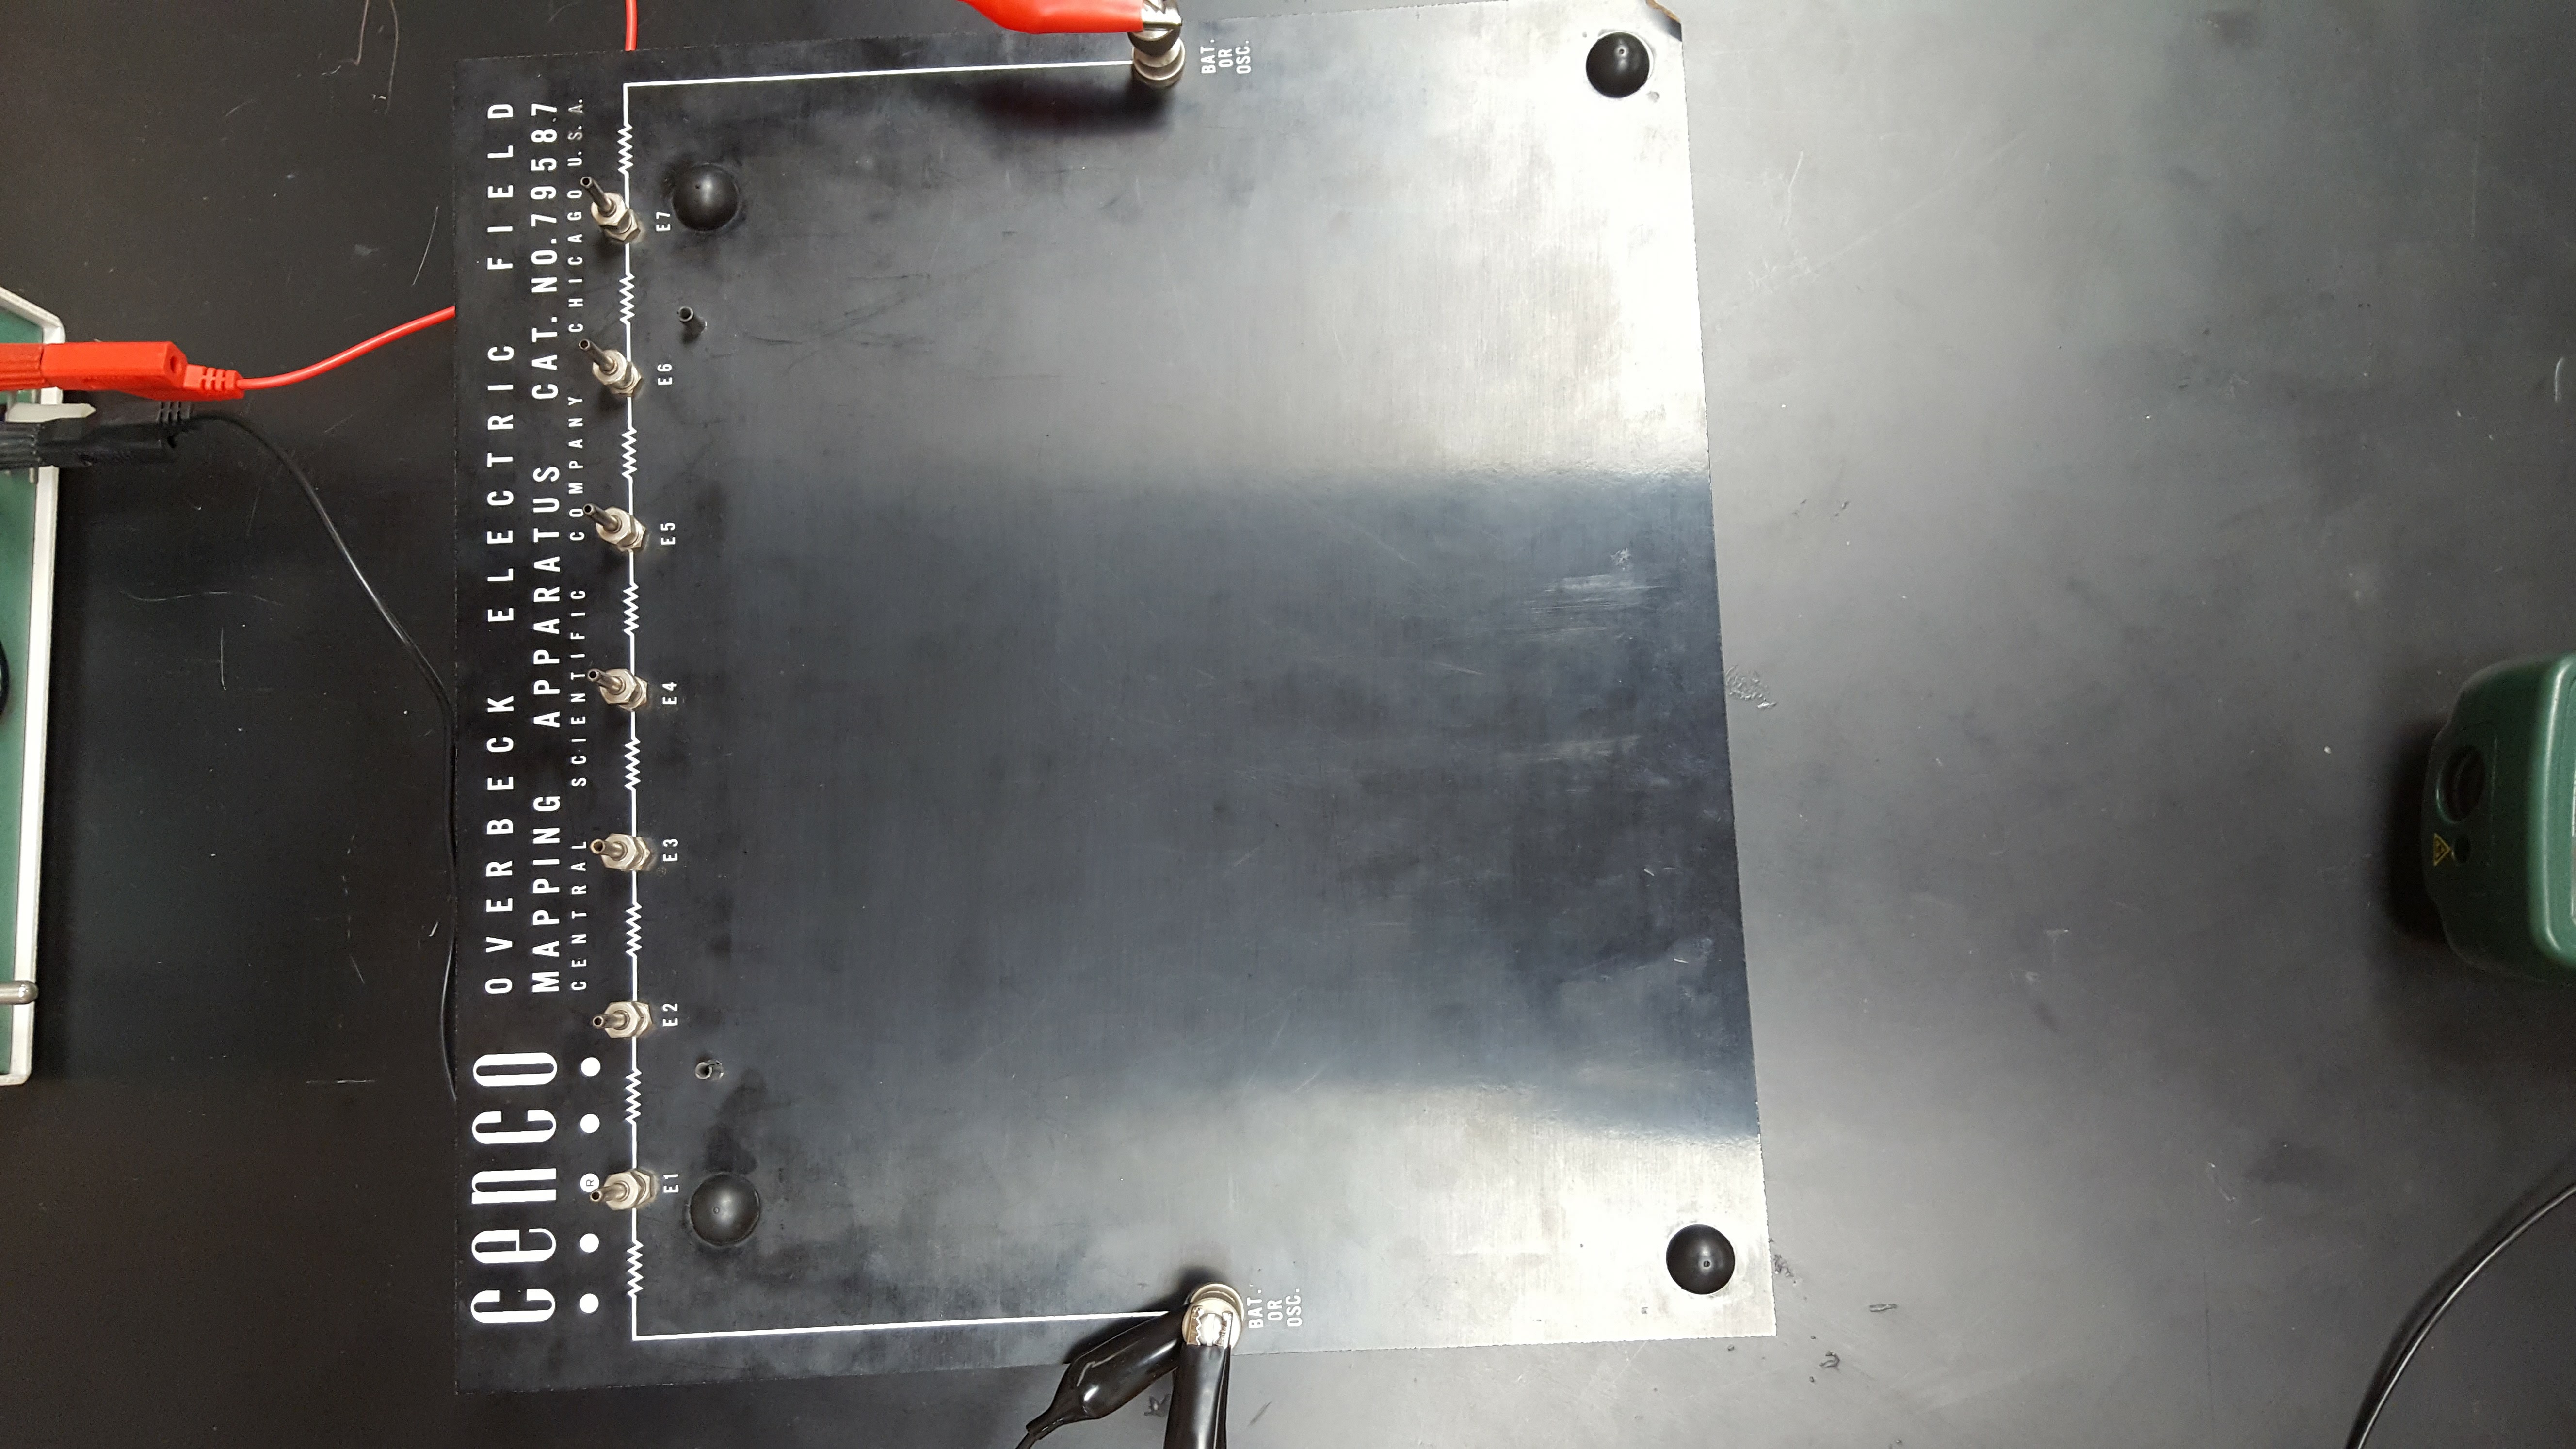 cenco
OVERBECK ELECTRIC FIELD
MAPPING APPARATUS CAT. NO. 79587
CENTRAL SCIENTIFIC COMPANY CHICAGO, U.S.A.
R
E1 E2 E3 E4 E5 E6 E7
BAT.
OR
OSC.
BAT.
OR
OSC.